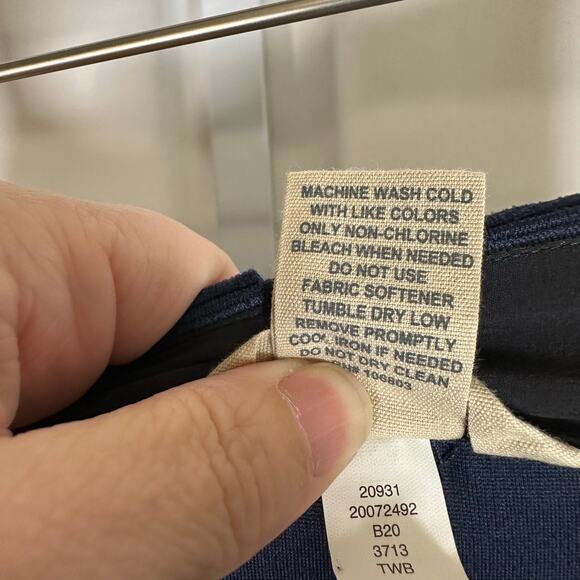 MACHINE WASH COLD
WITH LIKE COLORS
ONLY NON-CHLORINE
BLEACH WHEN NEEDED
DO NOT USE
FABRIC SOFTENER
TUMBLE DRY LOW
REMOVE PROMPTLY
COOL IRON IF NEEDED
DO NOT DRY CLEAN
106803
20931
20072492
B20
3713
TWB